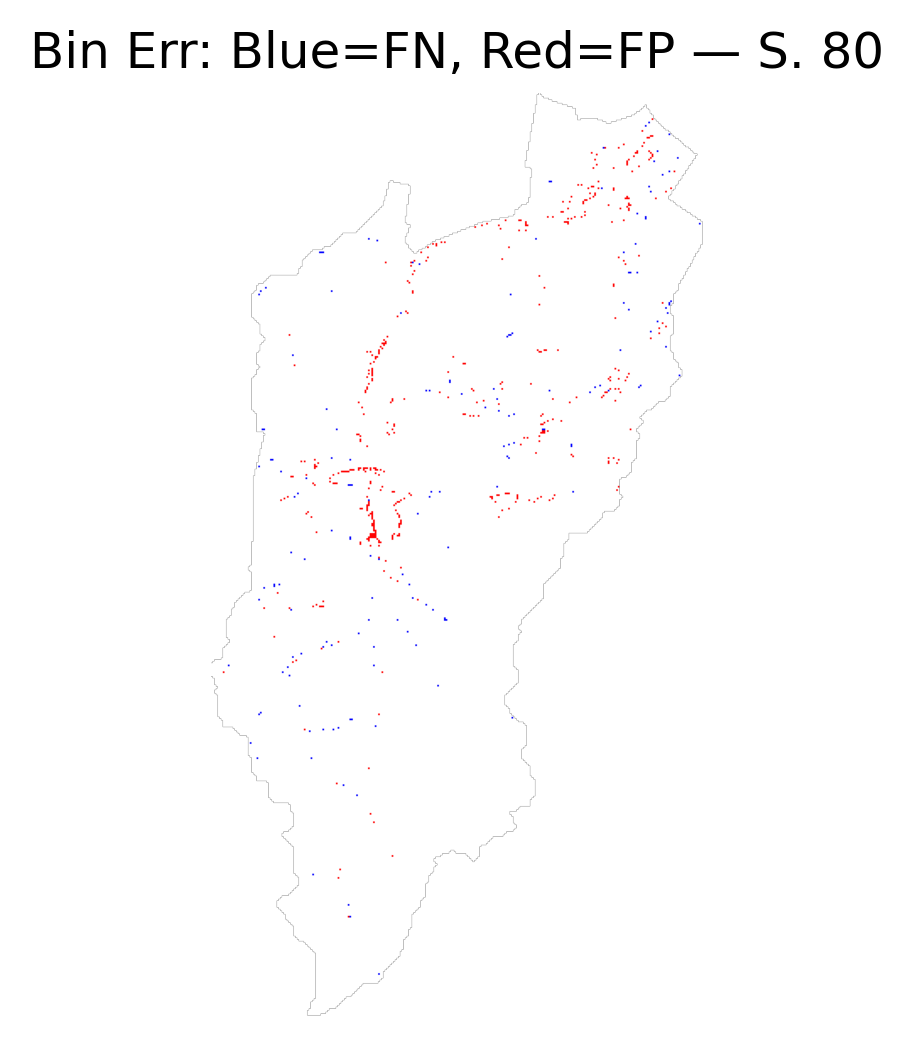 Bin Err: Blue=FN, Red=FP — S. 80